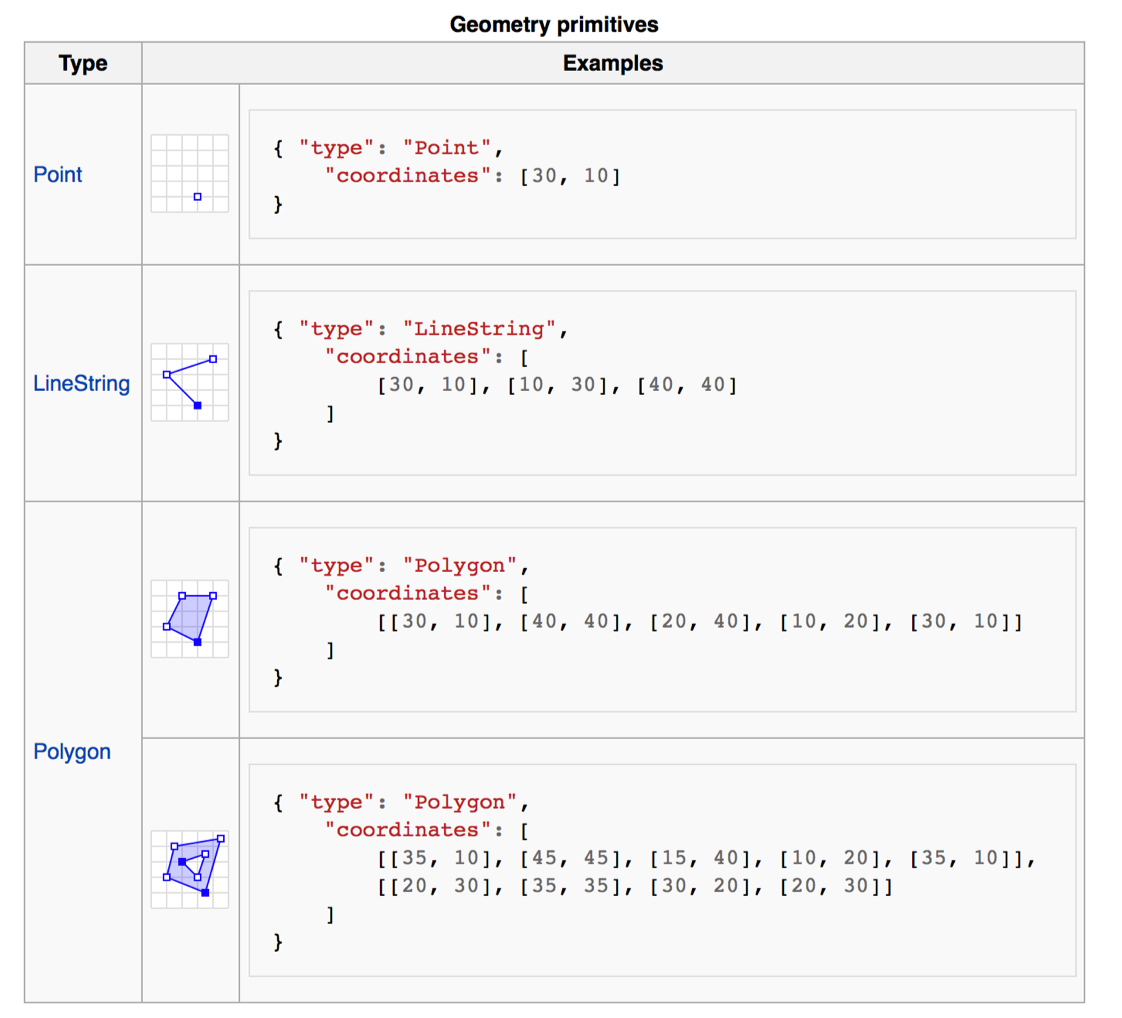 Geometry primitives
Type Examples
Point
{ "type": "Point",
    "coordinates": [30, 10]
}
LineString
{ "type": "LineString",
    "coordinates": [
        [30, 10], [10, 30], [40, 40]
    ]
}
Polygon
{ "type": "Polygon",
    "coordinates": [
        [[30, 10], [40, 40], [20, 40], [10, 20], [30, 10]]
    ]
}
{ "type": "Polygon",
    "coordinates": [
        [[35, 10], [45, 45], [15, 40], [10, 20], [35, 10]],
        [[20, 30], [35, 35], [30, 20], [20, 30]]
    ]
}